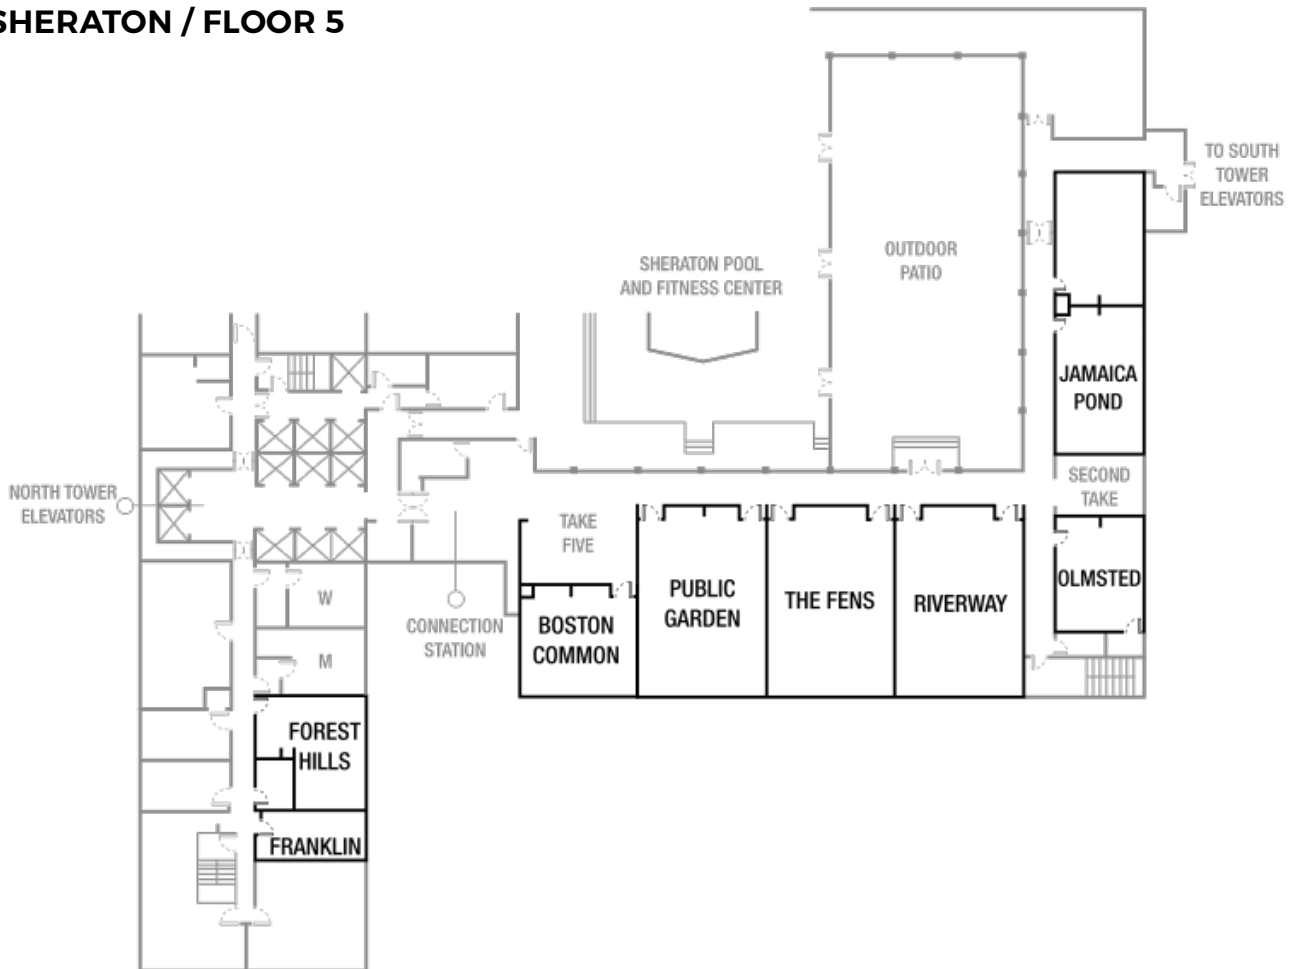 SHERATON / FLOOR 5
TO SOUTH
TOWER
ELEVATORS
OUTDOOR
PATIO
SHERATON POOL
AND FITNESS CENTER
JAMAICA
POND
SECOND
TAKE
NORTH TOWER
ELEVATORS
TAKE
FIVE
OLMSTED
PUBLIC
GARDEN
THE FENS
RIVERWAY
W
CONNECTION
STATION
BOSTON
COMMON
M
FOREST
HILLS
FRANKLIN